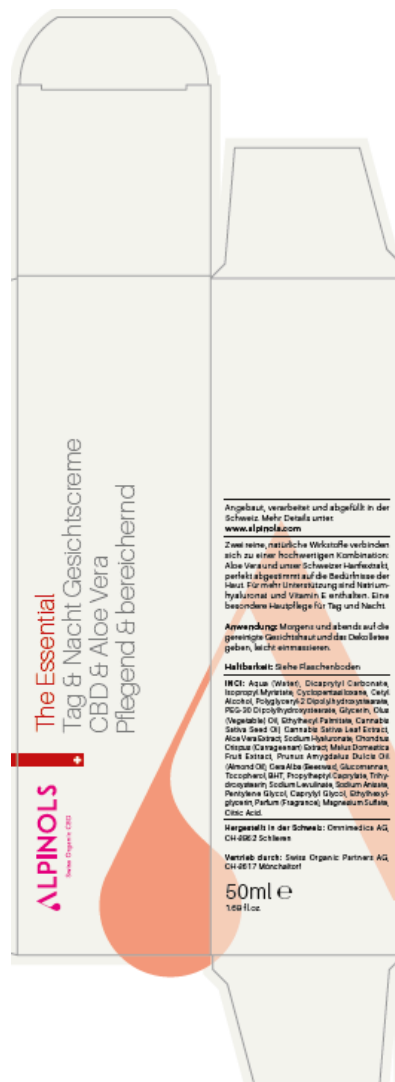 The Essential
Tag & Nacht Gesichtscreme
CBD & Aloe Vera
Pflegend & bereichernd
ALPINOLS
Swiss Organic CBD
Angebaut, verarbeitet und abgefüllt in der
Schweiz. Mehr Details unter:
www.alpinols.com
Zwei reine, natürliche Wirkstoffe verbinden
sich zu einer hochwertigen Kombination:
Aloe Vera und unser Schweizer Hanfextrakt,
perfekt abgestimmt auf die Bedürfnisse der
Haut. Für mehr Unterstützung sind Natrium-
hyaluronat und Vitamin E enthalten. Eine
besondere Hautpflege für Tag und Nacht.
Anwendung: Morgens und abends auf die
gereinigte Gesichtshaut und das Dekolletee
geben, leicht einmassieren.
Haltbarkeit: Siehe Flaschenboden
INCI: Aqua (Water), Dicaprylyl Carbonate,
Isopropyl Myristate, Cyclopentasiloxane, Cetyl
Alcohol, Polyglyceryl-2 Dipolyhydroxystearate,
PEG-30 Dipolyhydroxystearate, Glycerin, Olus
(Vegetable) Oil, Ethylhexyl Palmitate, Cannabis
Sativa Seed Oil, Cannabis Sativa Leaf Extract,
Aloe Vera Extract, Sodium Hyaluronate, Chondrus
Crispus (Carrageenan) Extract, Malus Domestica
Fruit Extract, Prunus Amygdalus Dulcis Oil
(Almond Oil), Cera Alba (Beeswax), Glucomannan,
Tocopherol, BHT, Propylheptyl Caprylate, Trihy-
droxystearin, Sodium Levulinate, Sodium Anisate,
Pentylene Glycol, Caprylyl Glycol, Ethylhexyl-
glycerin, Parfum (Fragrance), Magnesium Sulfate,
Citric Acid.
Hergestellt in der Schweiz: Omnimedica AG,
CH-8952 Schlieren
Vertrieb durch: Swiss Organic Partners AG,
CH-8617 Mönchaltorf
50ml ℮
1.69 fl.oz.